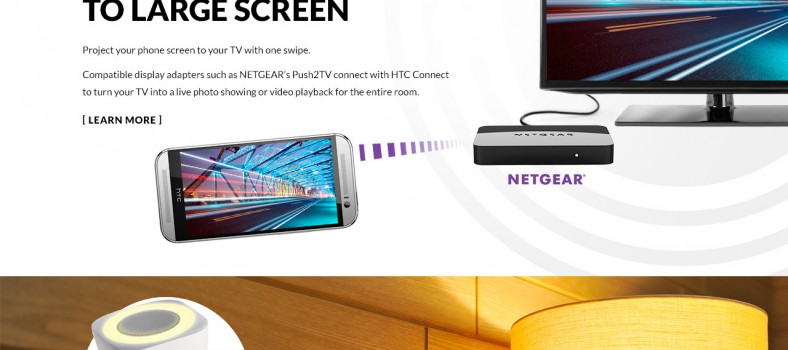 TO LARGE SCREEN
Project your phone screen to your TV with one swipe.
Compatible display adapters such as NETGEAR's Push2TV connect with HTC Connect
to turn your TV into a live photo showing or video playback for the entire room.
[ LEARN MORE ]
hTC
NETGEAR
NETGEAR®